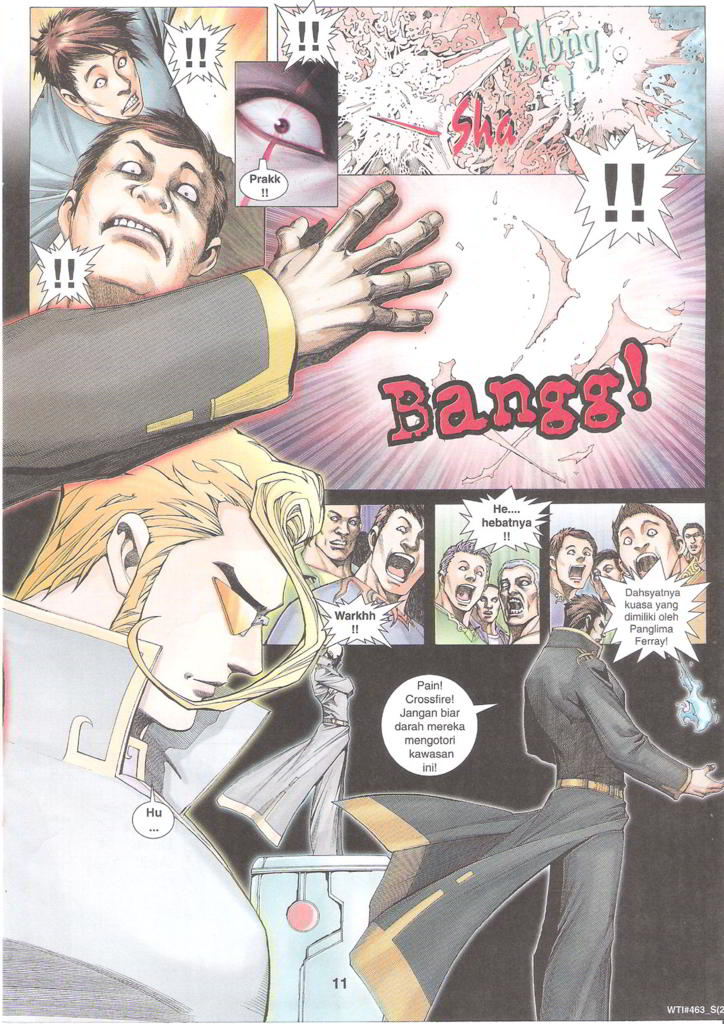 !!
!!
!!
Prakk
!!
Klong
!
Sha
!!
Bangg!
Warkhh
!!
He....
hebatnya
!!
Dahsyatnya
kuasa yang
dimiliki oleh
Panglima
Ferray!
Pain!
Crossfire!
Jangan biar
darah mereka
mengotori
kawasan
ini!
Hu
...
11
WTI#463_S(2